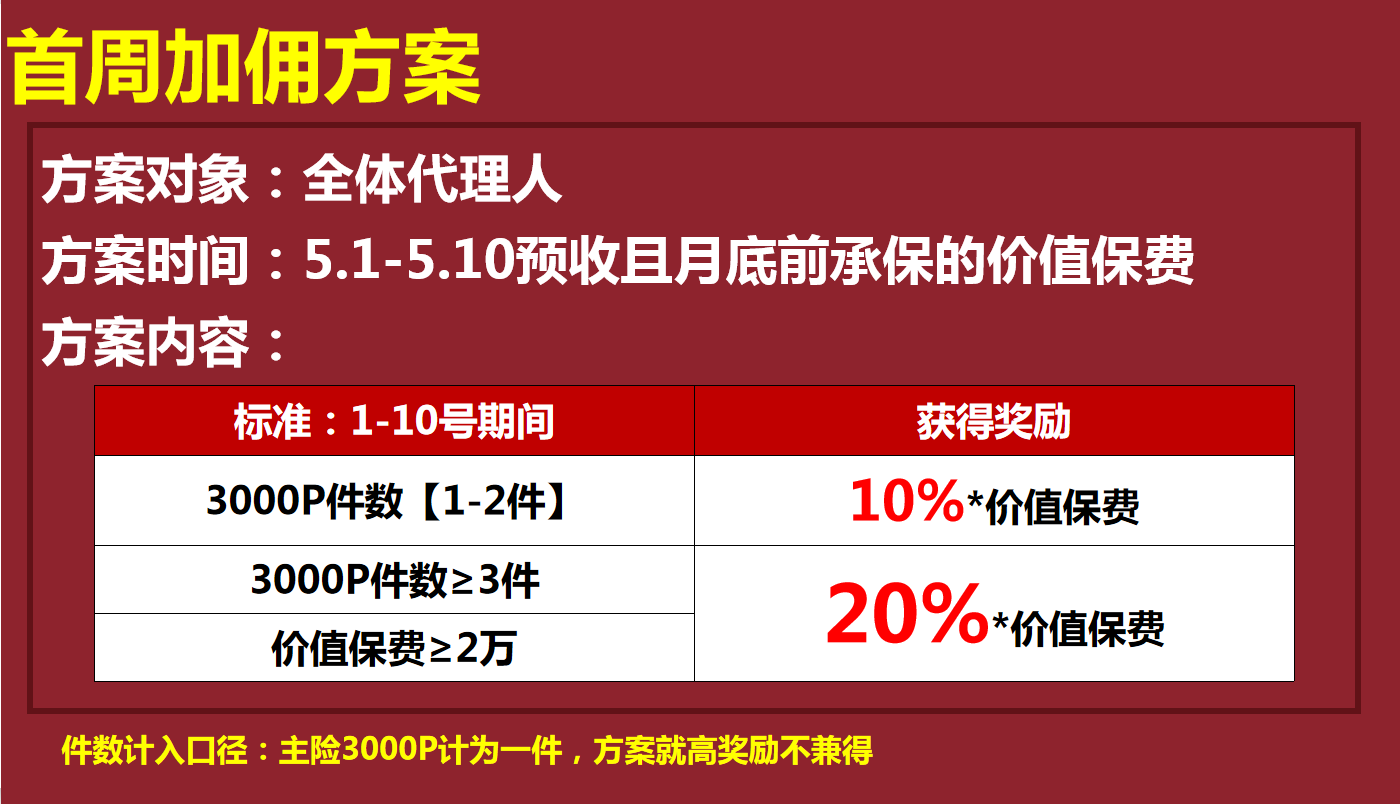 首周加佣方案
方案对象：全体代理人
方案时间：5.1-5.10预收且月底前承保的价值保费
方案内容：
标准：1-10号期间
获得奖励
3000P件数【1-2件】
10%*价值保费
3000P件数≥3件
20%*价值保费
价值保费≥2万
件数计入口径：主险3000P计为一件，方案就高奖励不兼得